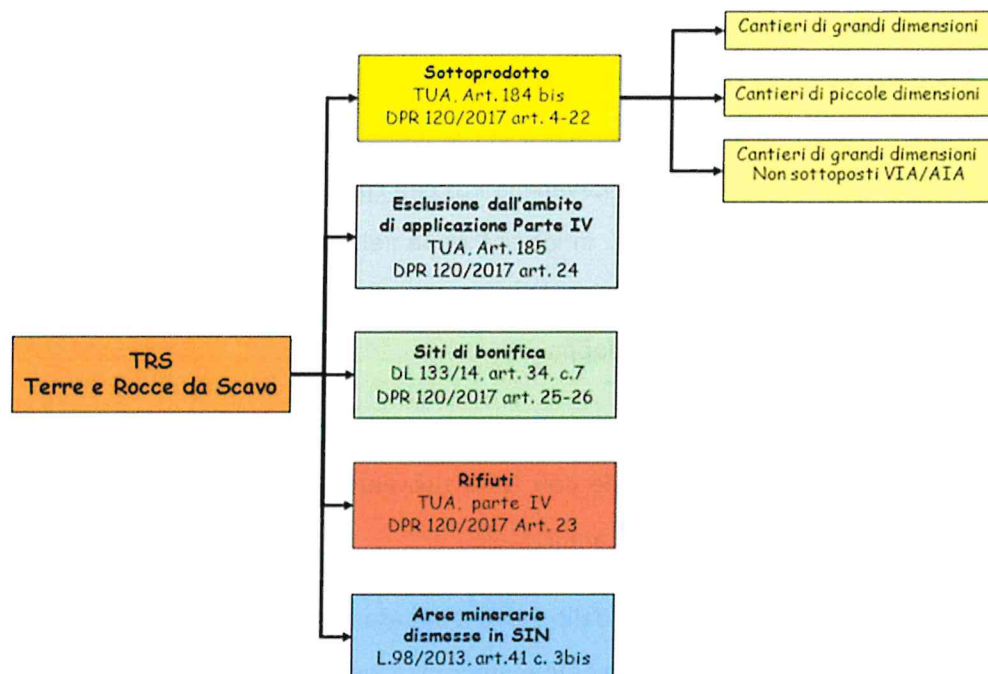 TRS
Terre e Rocce da Scavo
Sottoprodotto
TUA, Art. 184 bis
DPR 120/2017 art. 4-22
Cantieri di grandi dimensioni
Cantieri di piccole dimensioni
Cantieri di grandi dimensioni
Non sottoposti VIA/AIA
Esclusione dall'ambito
di applicazione Parte IV
TUA, Art. 185
DPR 120/2017 art. 24
Siti di bonifica
DL 133/14, art. 34, c.7
DPR 120/2017 art. 25-26
Rifiuti
TUA, parte IV
DPR 120/2017 Art. 23
Aree minerarie
dismesse in SIN
L.98/2013, art.41 c. 3bis